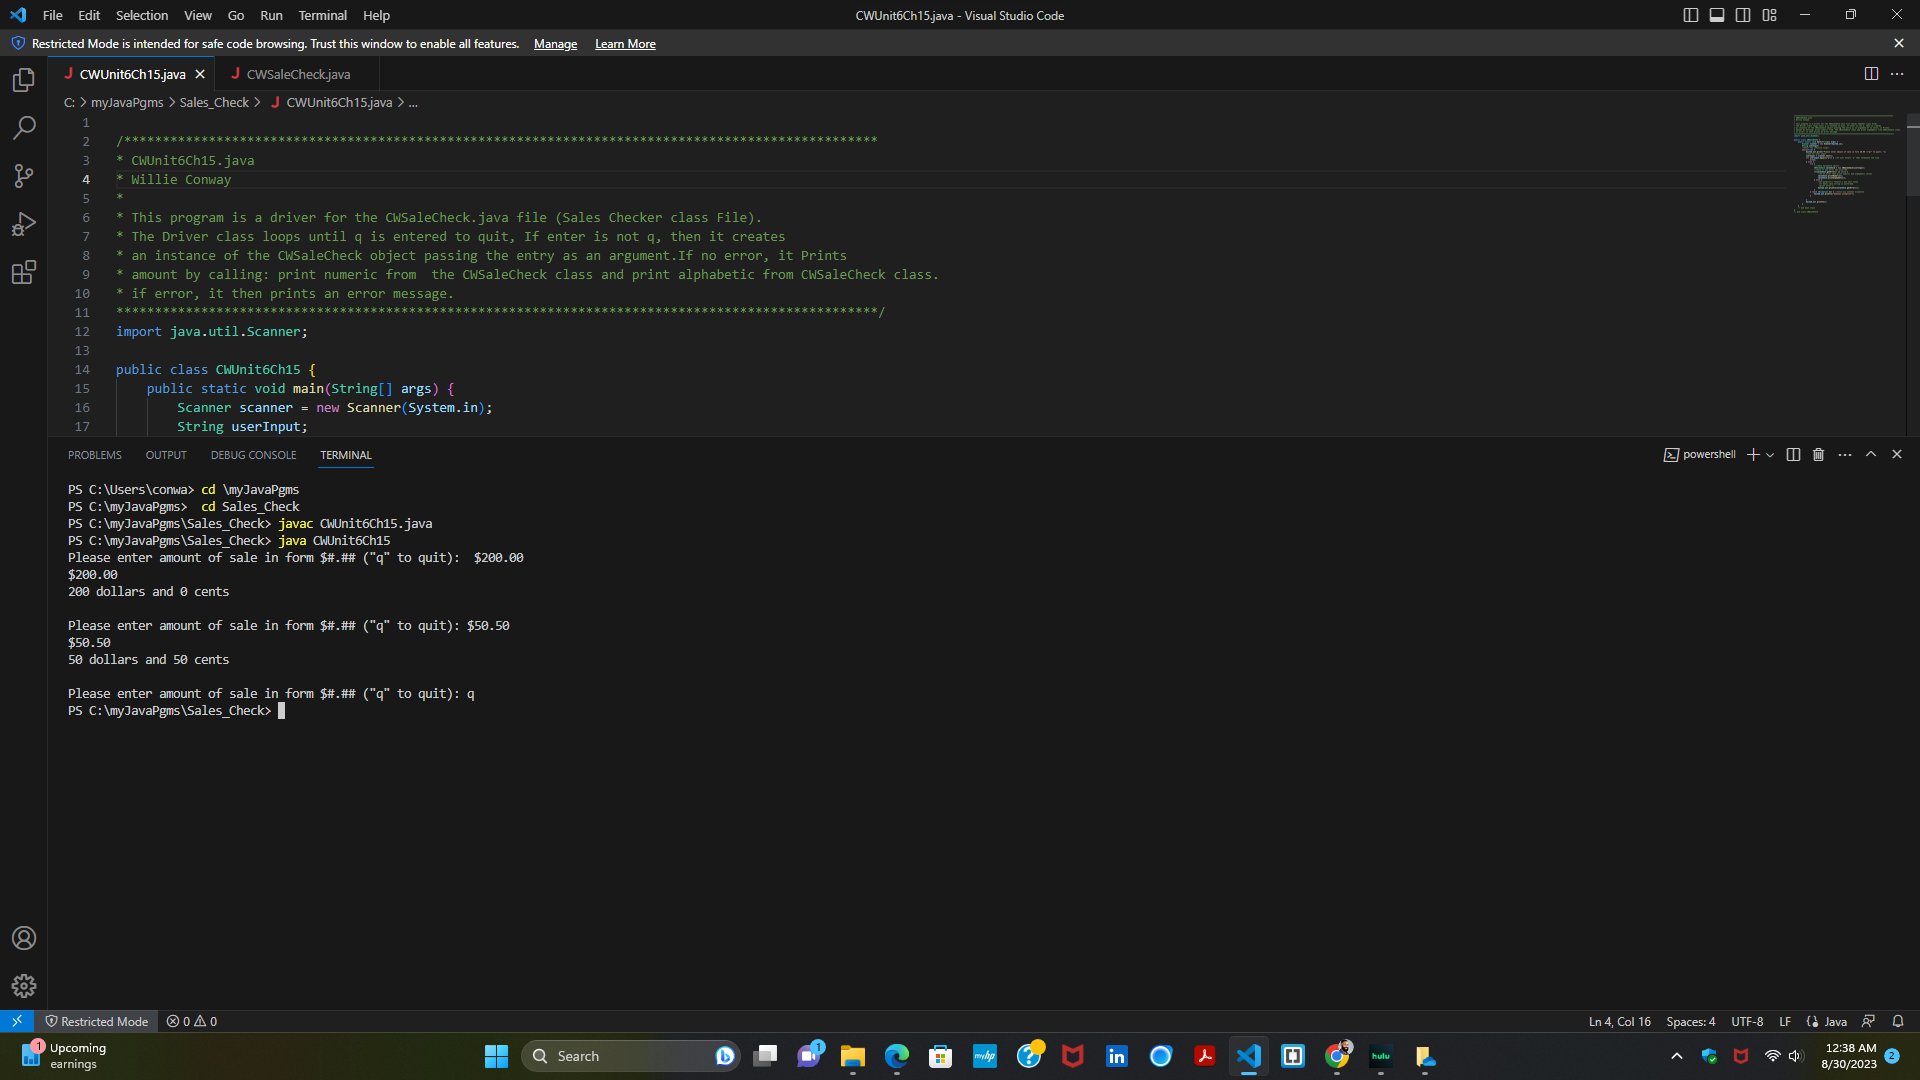 File Edit Selection View Go Run Terminal Help CWUnit6Ch15.java - Visual Studio Code
Restricted Mode is intended for safe code browsing. Trust this window to enable all features. Manage Learn More
CWUnit6Ch15.java CWSaleCheck.java
C: > myJavaPgms > Sales_Check > J CWUnit6Ch15.java > ...
1
2 /**************************************************************************************************
3 * CWUnit6Ch15.java
4 * Willie Conway
5 *
6 * This program is a driver for the CWSaleCheck.java file (Sales Checker class File).
7 * The Driver class loops until q is entered to quit, If enter is not q, then it creates
8 * an instance of the CWSaleCheck object passing the entry as an argument.If no error, it Prints
9 * amount by calling: print numeric from  the CWSaleCheck class and print alphabetic from CWSaleCheck class.
10 * if error, it then prints an error message.
11 ***************************************************************************************************/
12 import java.util.Scanner;
13
14 public class CWUnit6Ch15 {
15 public static void main(String[] args) {
16 Scanner scanner = new Scanner(System.in);
17 String userInput;
PROBLEMS OUTPUT DEBUG CONSOLE TERMINAL powershell
PS C:\Users\conwa> cd \myJavaPgms
PS C:\myJavaPgms>  cd Sales_Check
PS C:\myJavaPgms\Sales_Check> javac CWUnit6Ch15.java
PS C:\myJavaPgms\Sales_Check> java CWUnit6Ch15
Please enter amount of sale in form $#.## ("q" to quit):  $200.00
$200.00
200 dollars and 0 cents
Please enter amount of sale in form $#.## ("q" to quit): $50.50
$50.50
50 dollars and 50 cents
Please enter amount of sale in form $#.## ("q" to quit): q
PS C:\myJavaPgms\Sales_Check>
Restricted Mode 0 0 Ln 4, Col 16 Spaces: 4 UTF-8 LF {} Java
1 Upcoming
earnings
Search
1
myhp
in
hulu
12:38 AM
8/30/2023
2